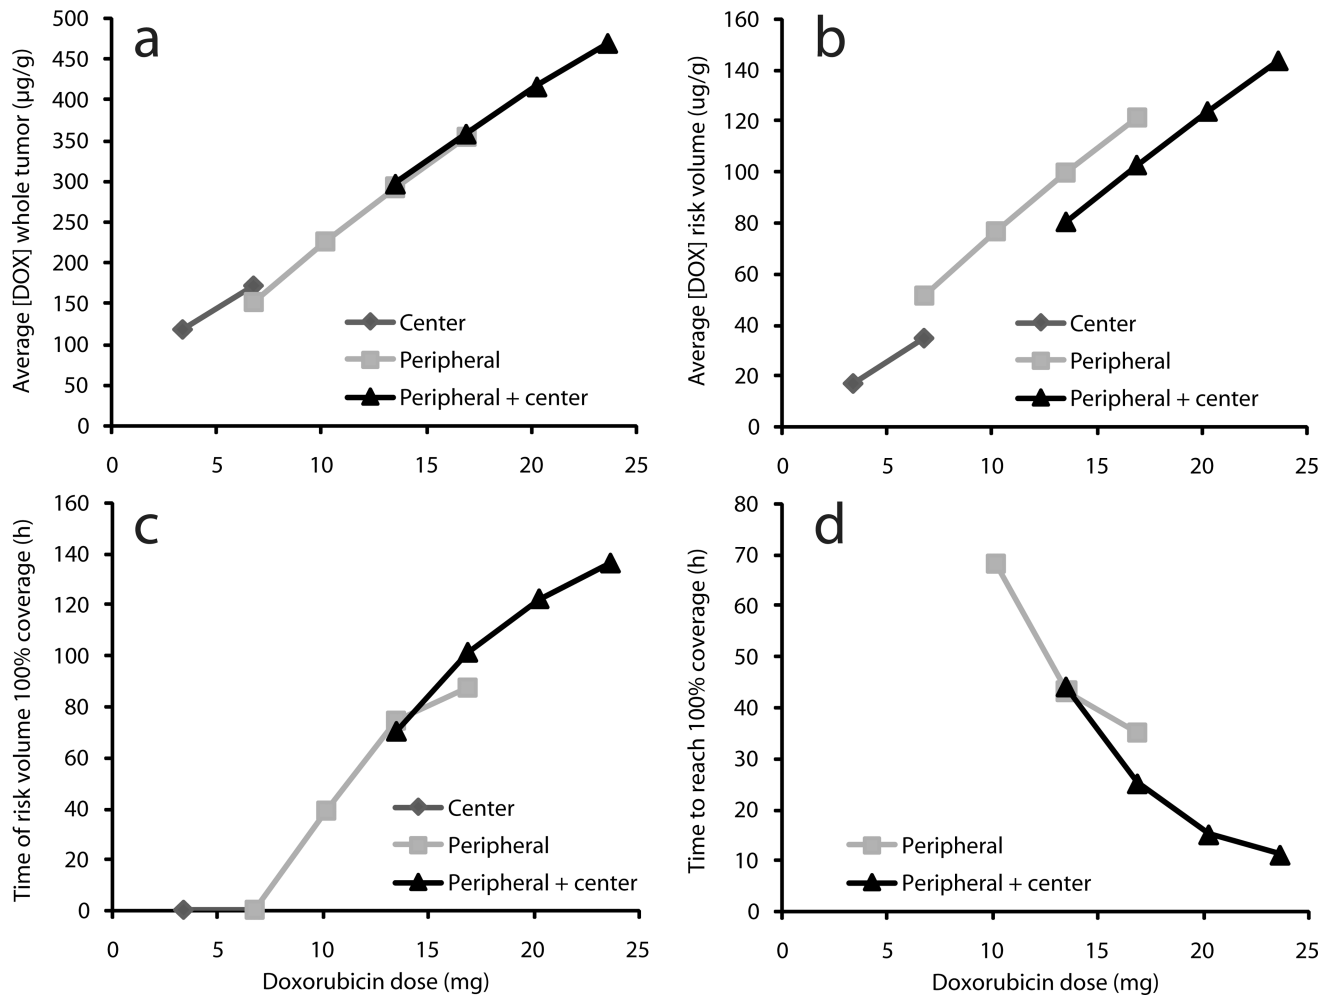 a
Average [DOX] whole tumor (µg/g)
500
450
400
350
300
250
200
150
100
50
0
0 5 10 15 20 25
Center
Peripheral
Peripheral + center
b
Average [DOX] risk volume (ug/g)
160
140
120
100
80
60
40
20
0
0 5 10 15 20 25
Center
Peripheral
Peripheral + center
c
Time of risk volume 100% coverage (h)
160
140
120
100
80
60
40
20
0
0 5 10 15 20 25
Doxorubicin dose (mg)
Center
Peripheral
Peripheral + center
d
Time to reach 100% coverage (h)
80
70
60
50
40
30
20
10
0
0 5 10 15 20 25
Doxorubicin dose (mg)
Peripheral
Peripheral + center